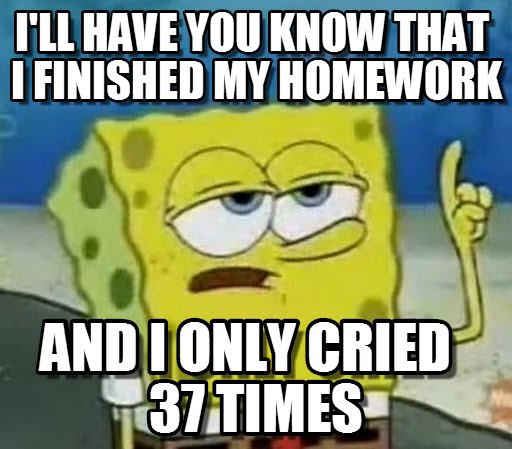 I'LL HAVE YOU KNOW THAT
I FINISHED MY HOMEWORK
AND I ONLY CRIED
37 TIMES